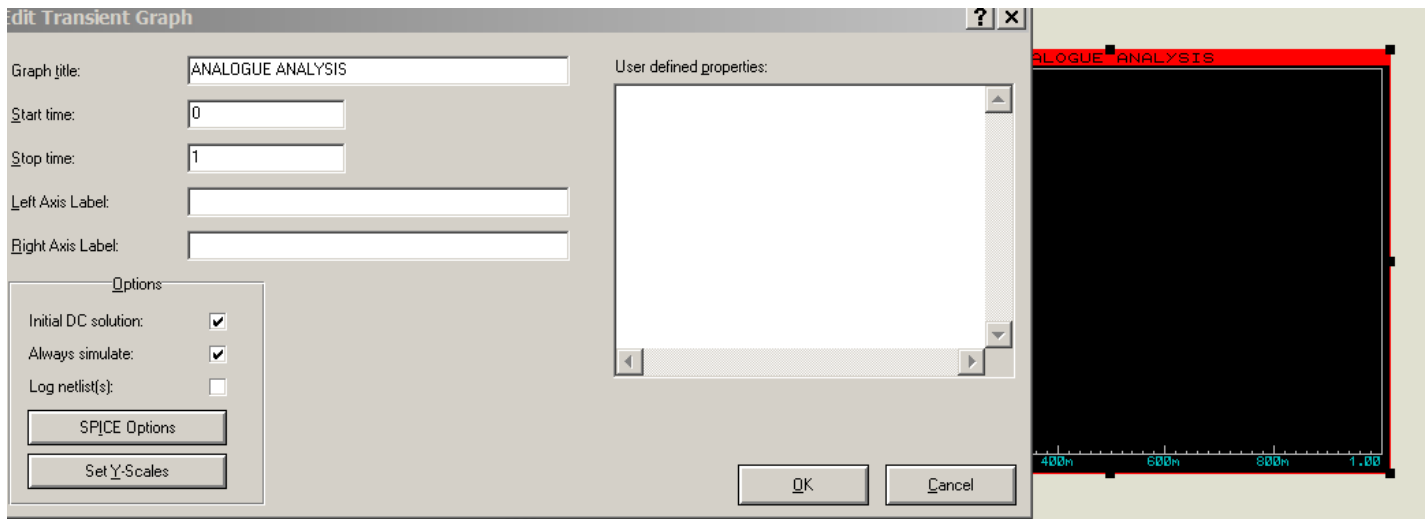 Edit Transient Graph
? ×
Graph title:
ANALOGUE ANALYSIS
User defined properties:
Start time:
0
Stop time:
1
Left Axis Label:
Right Axis Label:
Options
Initial DC solution:
Always simulate:
Log netlist(s):
SPICE Options
Set Y-Scales
OK
Cancel
ALOGUE ANALYSIS
400m 600m 800m 1.00